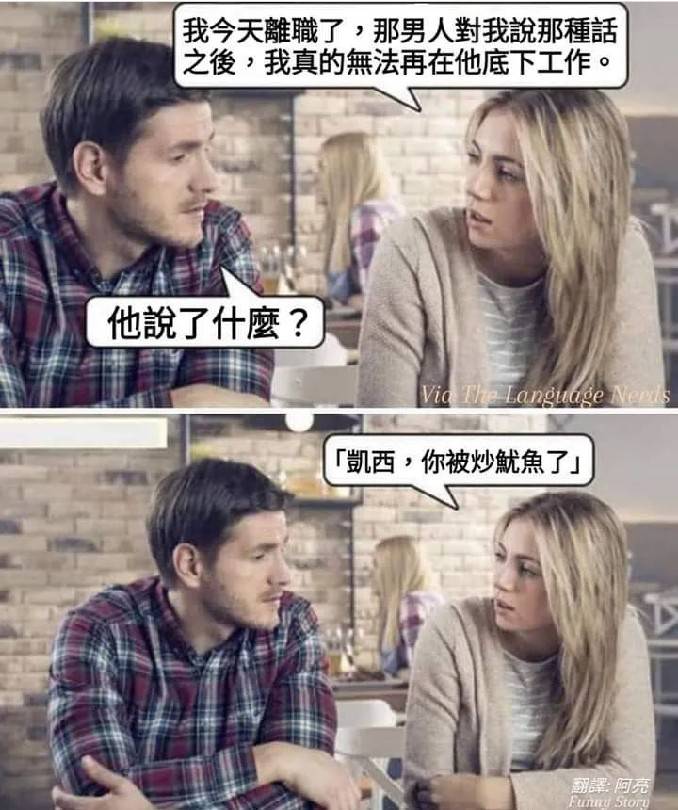 我今天離職了，那男人對我說那種話
之後，我真的無法再在他底下工作。
他說了什麼？
Via The Language Nerds
「凱西，你被炒魷魚了」
翻譯: 阿亮
Funny Story